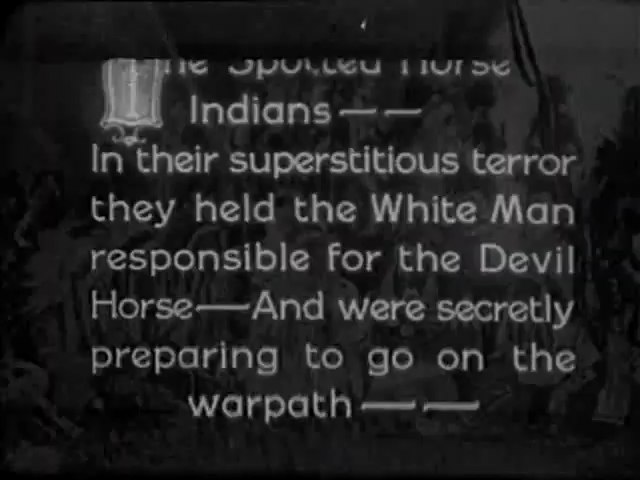 The Spotted Horse
Indians——
In their superstitious terror
they held the White Man
responsible for the Devil
Horse—And were secretly
preparing to go on the
warpath——